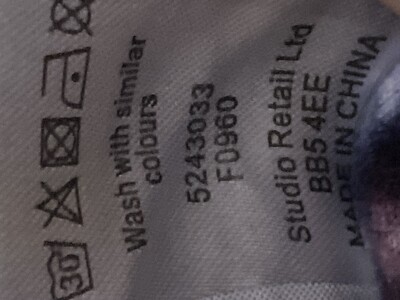 30
Wash with similar
colours
5243033
F0960
Studio Retail Ltd
BB5 4EE
MADE IN CHINA